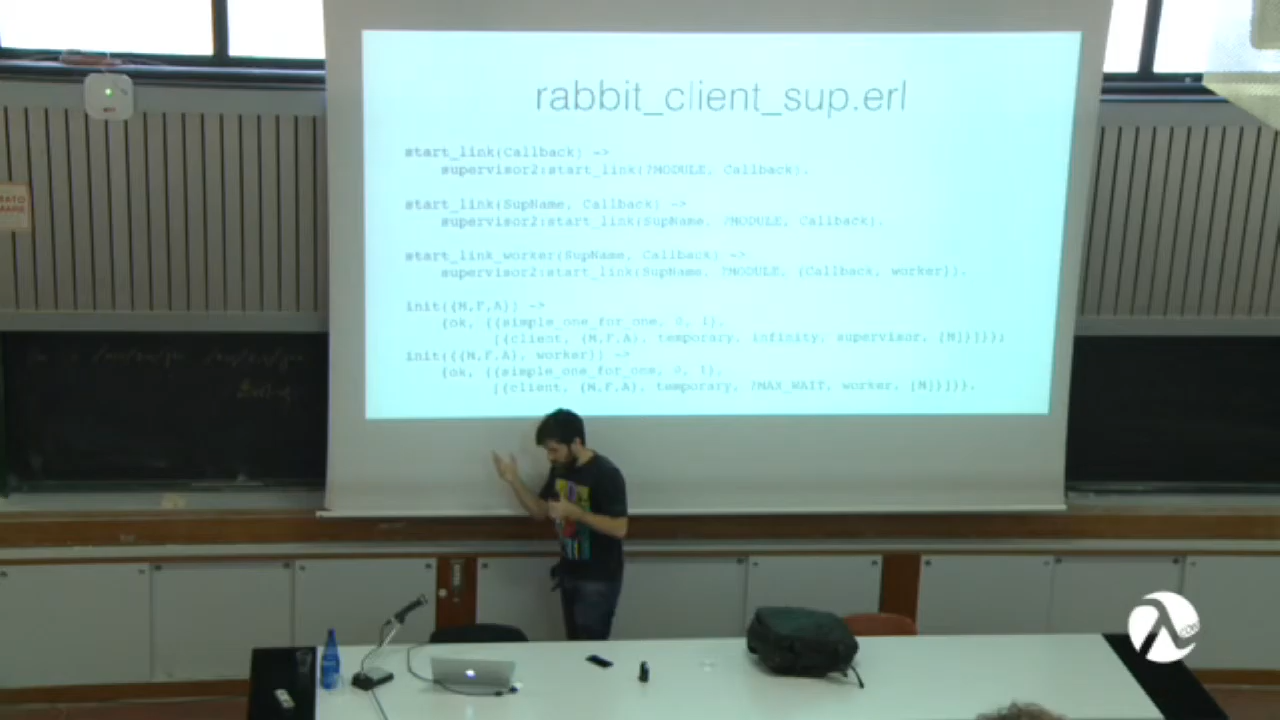 rabbit_client_sup.erl
start_link(Callback) ->
supervisor2:start_link(?MODULE, Callback).
start_link(SupName, Callback) ->
supervisor2:start_link(SupName, ?MODULE, Callback).
start_link_worker(SupName, Callback) ->
supervisor2:start_link(SupName, ?MODULE, {Callback, worker}).
init({M,F,A}) ->
{ok, {{simple_one_for_one, 0, 1},
[{client, {M,F,A}, temporary, infinity, supervisor, [M]}]}};
init({{M,F,A}, worker}) ->
{ok, {{simple_one_for_one, 0, 1},
[{client, {M,F,A}, temporary, ?MAX_WAIT, worker, [M]}]}}.